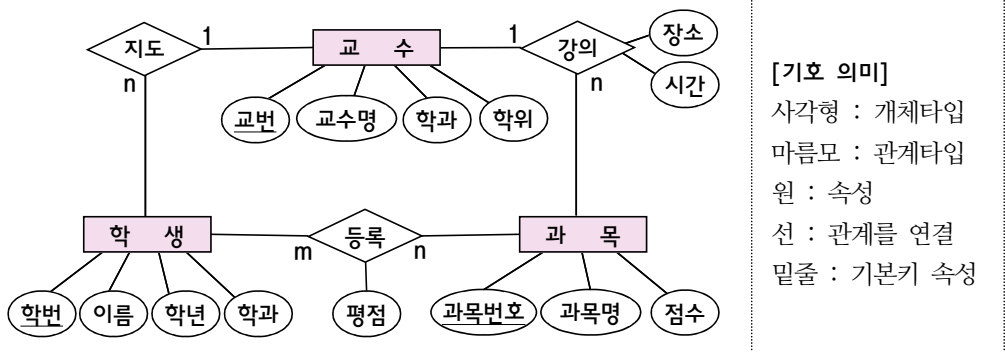 장소
지도 1 교 수 1 강의
n n 시간
교번 교수명 학과 학위
학 생 등록 과 목
m n
학번 이름 학년 학과 평점 과목번호 과목명 점수
[기호 의미]
사각형 : 개체타입
마름모 : 관계타입
원 : 속성
선 : 관계를 연결
밑줄 : 기본키 속성